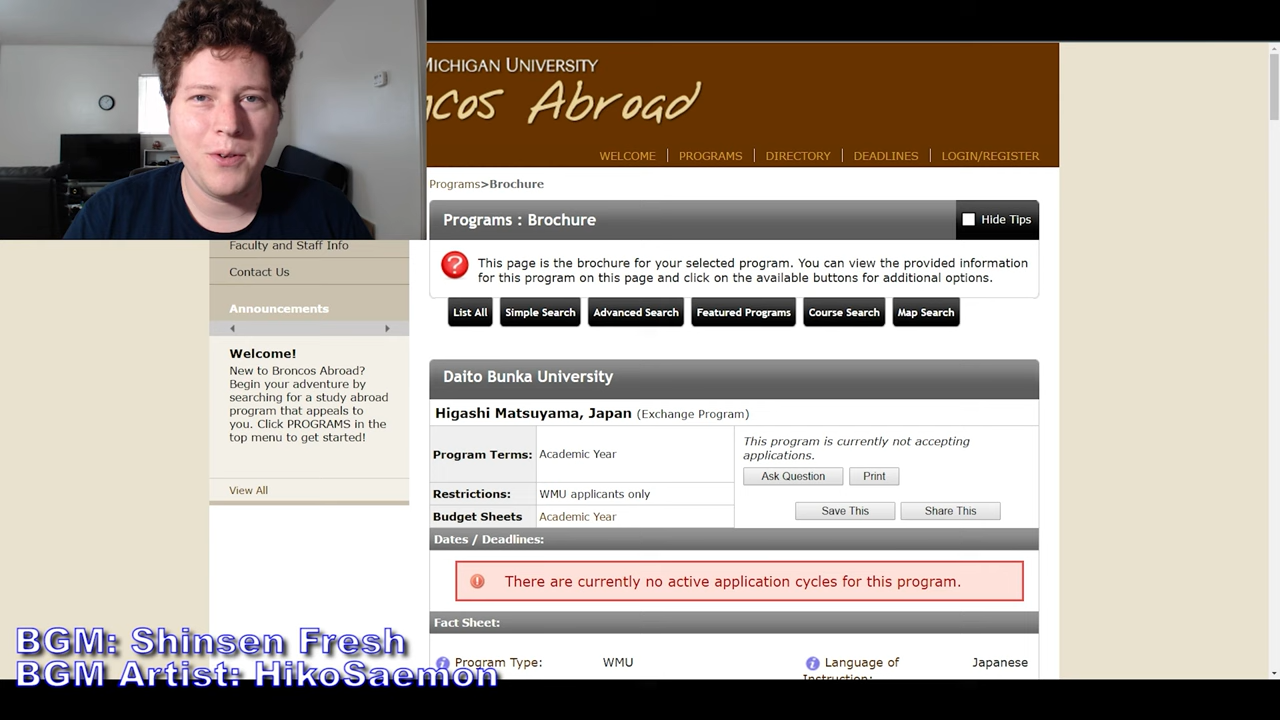 MICHIGAN UNIVERSITY
Abroad
WELCOME PROGRAMS DIRECTORY DEADLINES LOGIN/REGISTER
Programs>Brochure
Programs : Brochure
Hide Tips
This page is the brochure for your selected program. You can view the provided information
for this program on this page and click on the available buttons for additional options.
List All Simple Search Advanced Search Featured Programs Course Search Map Search
Faculty and Staff Info
Contact Us
Announcements
Welcome!
New to Broncos Abroad?
Begin your adventure by
searching for a study abroad
program that appeals to
you. Click PROGRAMS in the
top menu to get started!
View All
Daito Bunka University
Higashi Matsuyama, Japan (Exchange Program)
Program Terms: Academic Year
Restrictions: WMU applicants only
Budget Sheets Academic Year
This program is currently not accepting
applications.
Ask Question Print
Save This Share This
Dates / Deadlines:
There are currently no active application cycles for this program.
Fact Sheet:
Program Type: WMU
Language of Japanese
Instruction:
BGM: Shinsen Fresh
BGM Artist: HikoSaemon